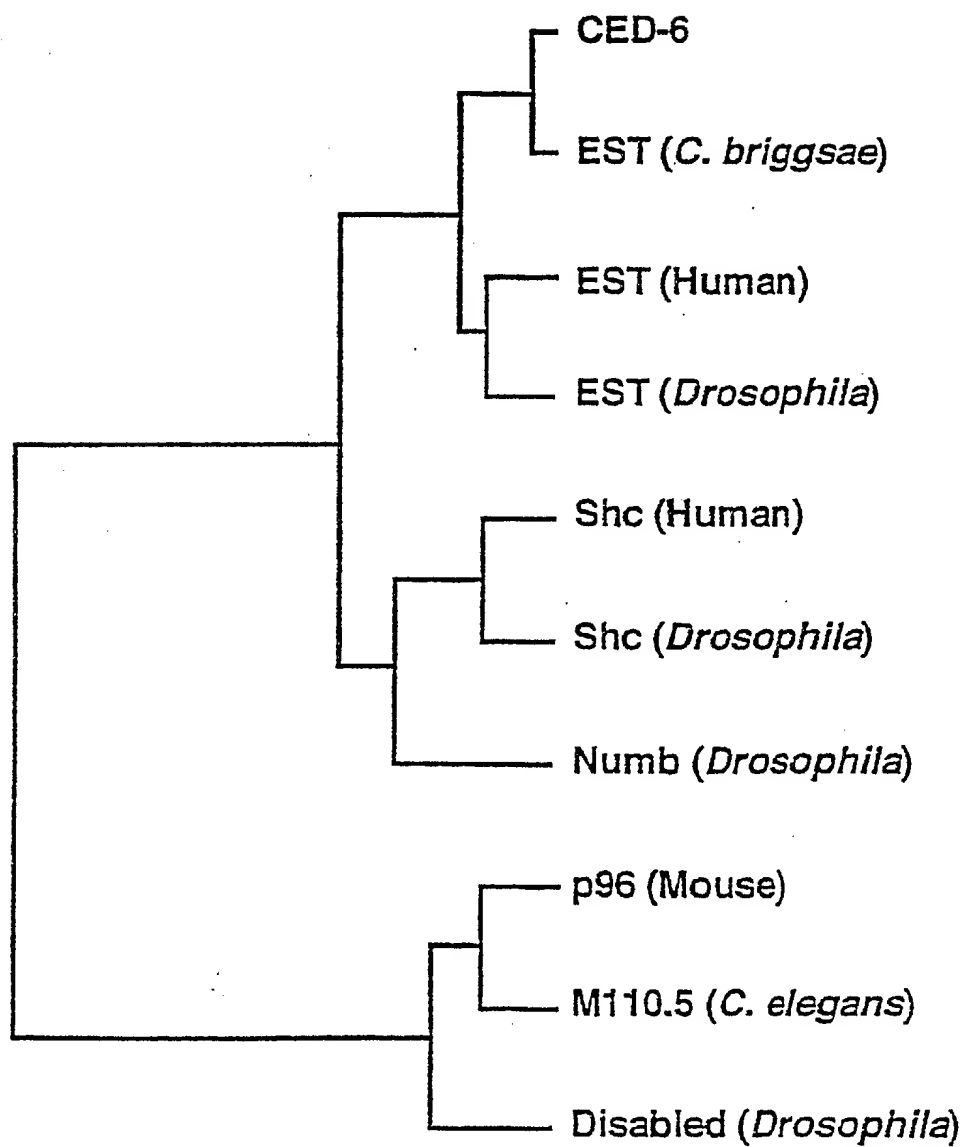 CED-6
EST (C. briggsae)
EST (Human)
EST (Drosophila)
Shc (Human)
Shc (Drosophila)
Numb (Drosophila)
p96 (Mouse)
M110.5 (C. elegans)
Disabled (Drosophila)